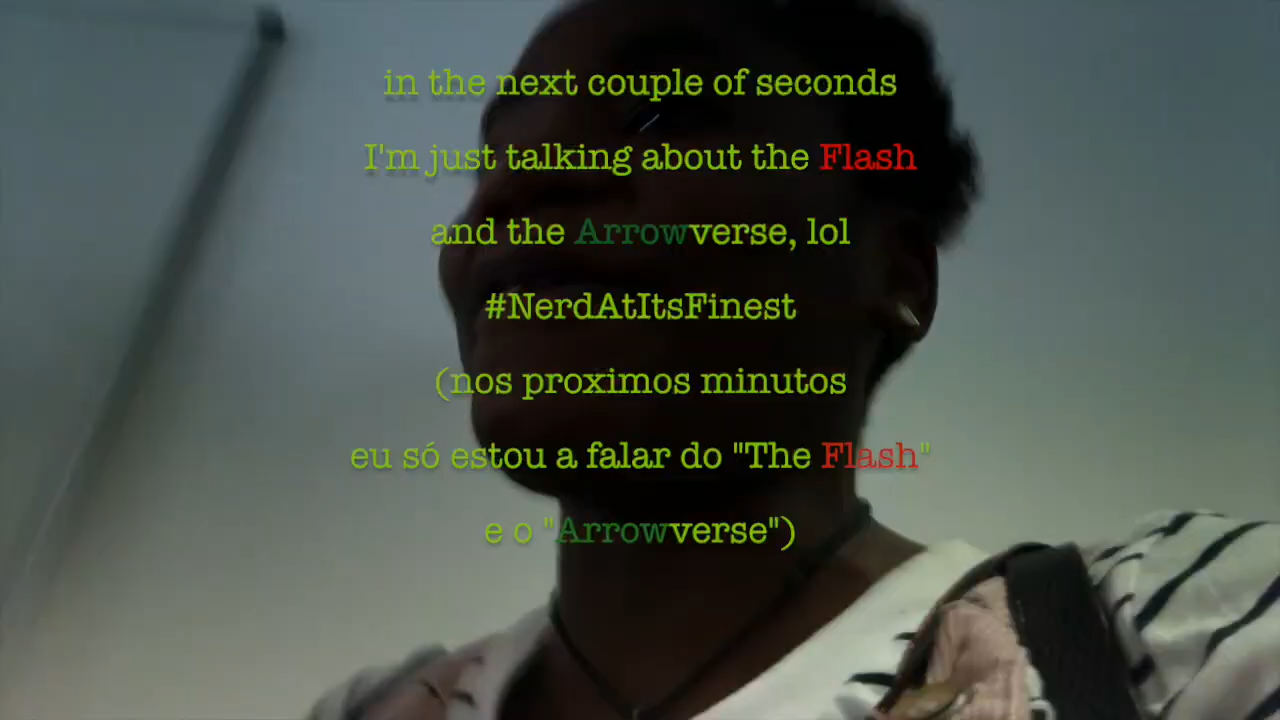 in the next couple of seconds
I'm just talking about the Flash
and the Arrowverse, lol
#NerdAtItsFinest
(nos proximos minutos
eu só estou a falar do "The Flash"
e o "Arrowverse")